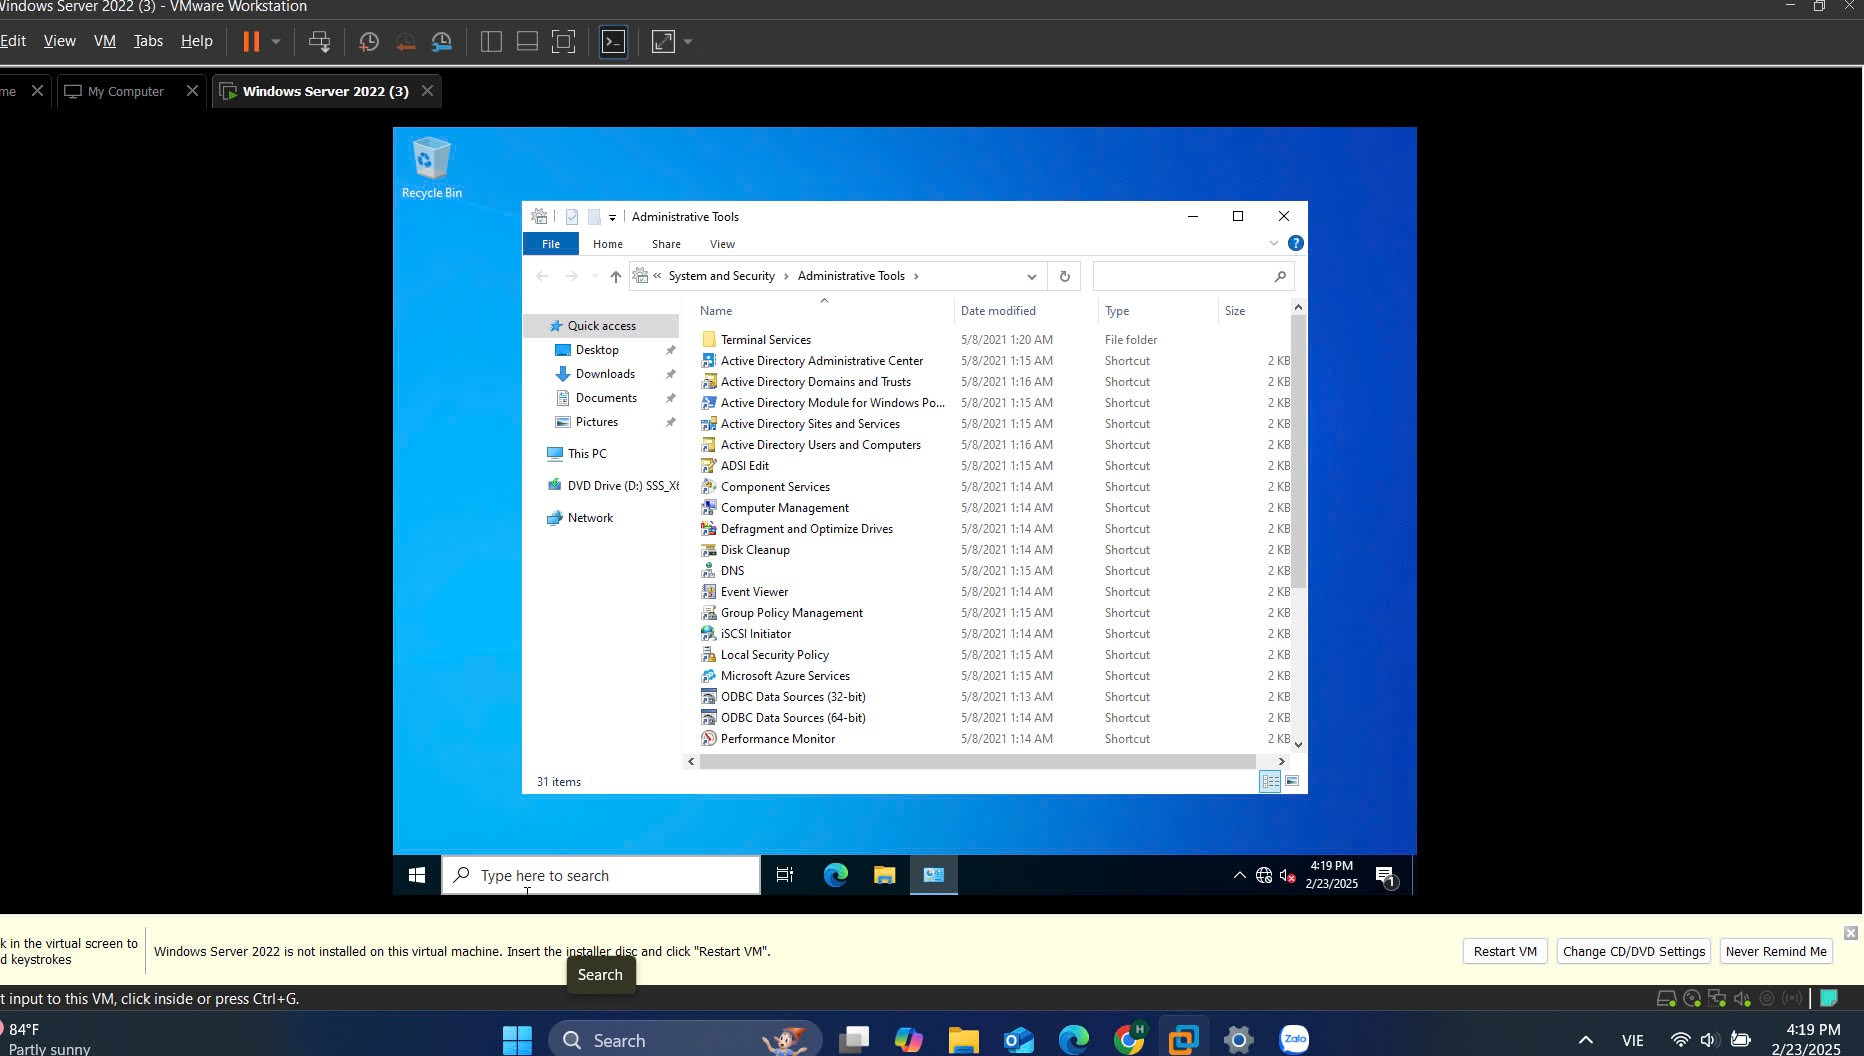 Windows Server 2022 (3) - VMware Workstation
Edit View VM Tabs Help
me
My Computer
Windows Server 2022 (3)
Recycle Bin
Administrative Tools
File Home Share View
« System and Security › Administrative Tools ›
Name Date modified Type Size
Quick access
Desktop
Downloads
Documents
Pictures
This PC
DVD Drive (D:) SSS_X6
Network
Terminal Services 5/8/2021 1:20 AM File folder
Active Directory Administrative Center 5/8/2021 1:15 AM Shortcut 2 KB
Active Directory Domains and Trusts 5/8/2021 1:16 AM Shortcut 2 KB
Active Directory Module for Windows Po... 5/8/2021 1:15 AM Shortcut 2 KB
Active Directory Sites and Services 5/8/2021 1:15 AM Shortcut 2 KB
Active Directory Users and Computers 5/8/2021 1:16 AM Shortcut 2 KB
ADSI Edit 5/8/2021 1:15 AM Shortcut 2 KB
Component Services 5/8/2021 1:14 AM Shortcut 2 KB
Computer Management 5/8/2021 1:14 AM Shortcut 2 KB
Defragment and Optimize Drives 5/8/2021 1:14 AM Shortcut 2 KB
Disk Cleanup 5/8/2021 1:14 AM Shortcut 2 KB
DNS 5/8/2021 1:15 AM Shortcut 2 KB
Event Viewer 5/8/2021 1:14 AM Shortcut 2 KB
Group Policy Management 5/8/2021 1:15 AM Shortcut 2 KB
iSCSI Initiator 5/8/2021 1:14 AM Shortcut 2 KB
Local Security Policy 5/8/2021 1:15 AM Shortcut 2 KB
Microsoft Azure Services 5/8/2021 1:15 AM Shortcut 2 KB
ODBC Data Sources (32-bit) 5/8/2021 1:13 AM Shortcut 2 KB
ODBC Data Sources (64-bit) 5/8/2021 1:14 AM Shortcut 2 KB
Performance Monitor 5/8/2021 1:14 AM Shortcut 2 KB
31 items
Type here to search
4:19 PM
2/23/2025
1
k in the virtual screen to
d keystrokes
Windows Server 2022 is not installed on this virtual machine. Insert the installer disc and click "Restart VM".
Restart VM
Change CD/DVD Settings
Never Remind Me
Search
t input to this VM, click inside or press Ctrl+G.
84°F
Partly sunny
Search
H
Zalo
VIE
4:19 PM
2/23/2025